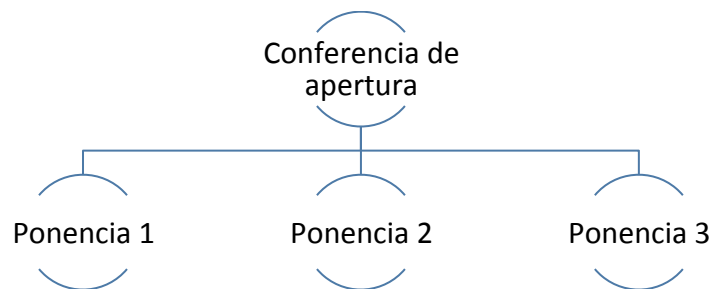 Conferencia de
apertura
Ponencia 1
Ponencia 2
Ponencia 3